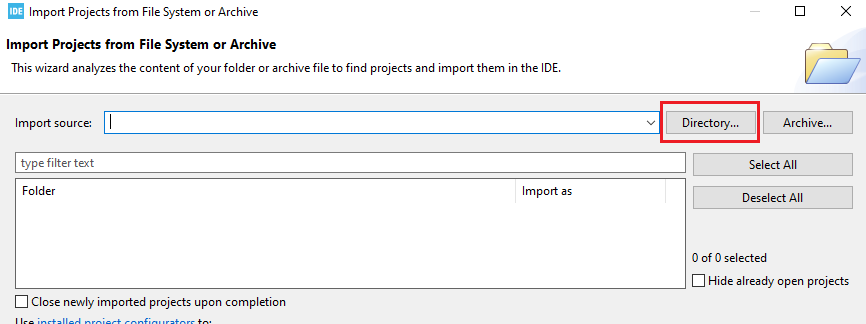 IDE Import Projects from File System or Archive
Import Projects from File System or Archive
This wizard analyzes the content of your folder or archive file to find projects and import them in the IDE.
Import source: Directory... Archive...
type filter text Select All
Folder Import as
Deselect All
0 of 0 selected
Hide already open projects
Close newly imported projects upon completion
Use installed project configurators to: